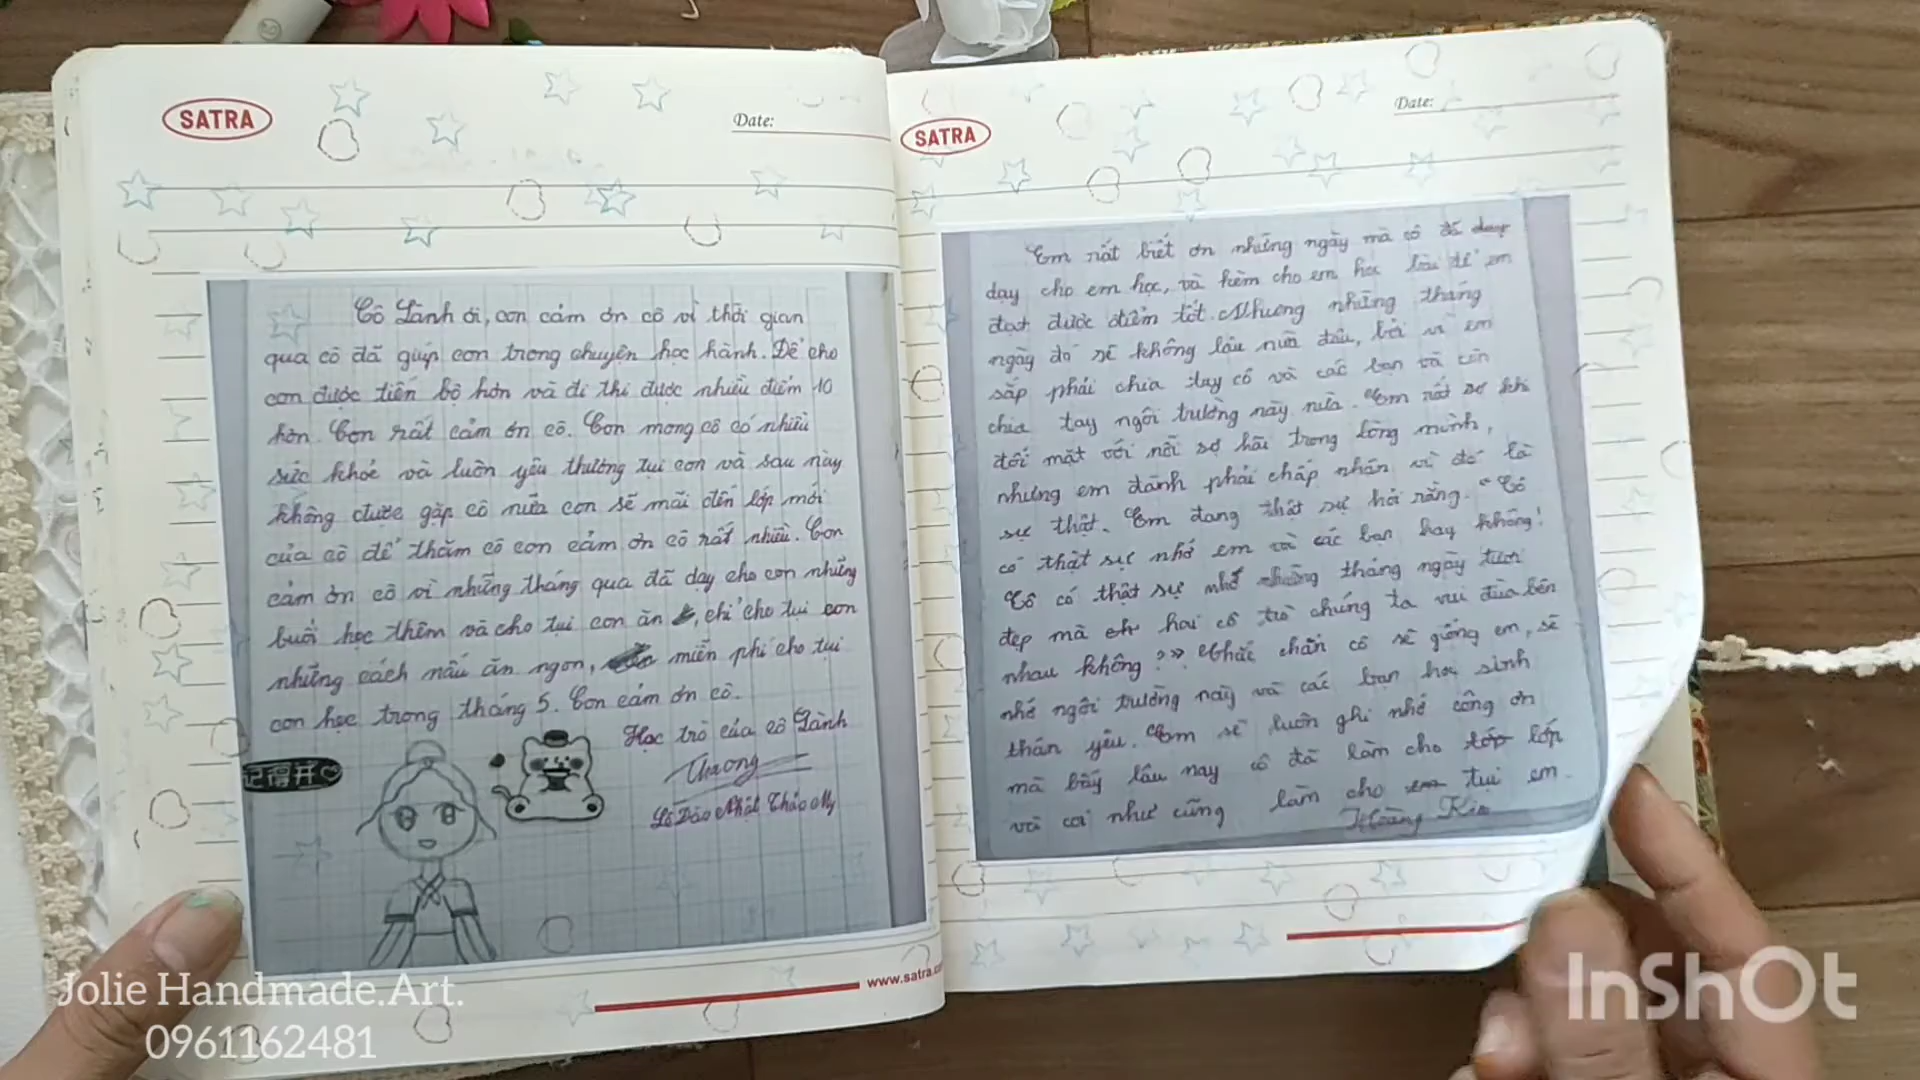 SATRA
Date:
Cô Lành ơi, con cảm ơn cô vì thời gian
qua cô đã giúp con trong chuyện học hành. Để cho
con được tiến bộ hơn và đi thi được nhiều điểm 10
hơn. Con rất cảm ơn cô. Con mong cô có nhiều
sức khoẻ và luôn yêu thương tụi con và sau này
không được gặp cô nữa con sẽ mãi đến lớp mới
của cô để thăm cô con cảm ơn cô rất nhiều. Con
cảm ơn cô vì những tháng qua đã dạy cho con những
buổi học thêm và cho tụi con ăn, chỉ cho tụi con
những cách nấu ăn ngon, miễn phí cho tụi
con học trong tháng 5. Con cảm ơn cô.
Học trò của cô Lành
Thương
Lê Đào Nhật Thảo My
记得开
www.satra.co
SATRA
Date:
Em rất biết ơn những ngày mà cô đã dạy
dạy cho em học, và kèm cho em học bài để em
đạt được điểm tốt. Nhưng những tháng
ngày đó sẽ không lâu nữa đâu, bởi vì em
sắp phải chia tay cô và các bạn và còn
chia tay ngôi trường này nữa. Em rất sợ khi
đối mặt với nỗi sợ hãi trong lòng mình,
nhưng em đành phải chấp nhận vì đó là
sự thật. Em đang thật sự hỏi rằng. "Cô
có thật sự nhớ em và các bạn hay không!
Cô có thật sự nhớ những tháng ngày tươi
đẹp mà ch hai cô trò chúng ta vui đùa bên
nhau không?". Chắc chắn cô sẽ giống em, sẽ
nhớ ngôi trường này và các bạn học sinh
thân yêu. Em sẽ luôn ghi nhớ công ơn
mà bấy lâu nay cô đã làm cho lớp lớp
và coi như cũng làm cho em tụi em.
Hoàng Kim
Jolie Handmade.Art.
0961162481
InShOt